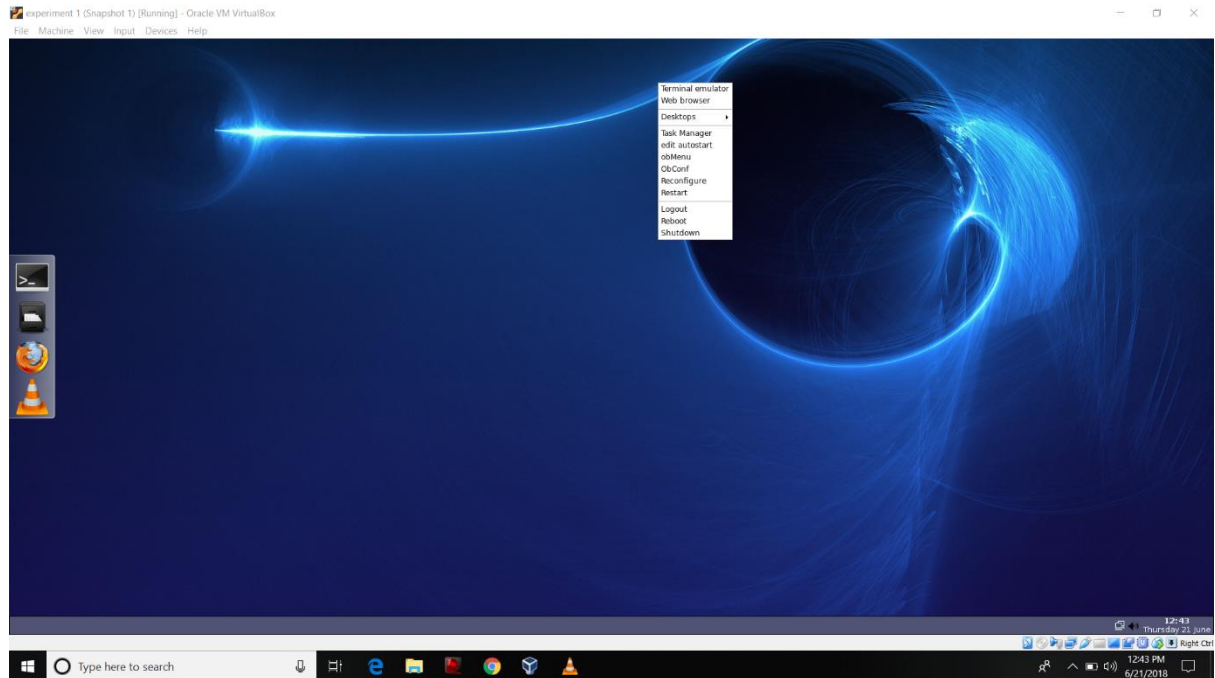 experiment 1 (Snapshot 1) [Running] - Oracle VM VirtualBox
File Machine View Input Devices Help
Terminal emulator
Web browser
Desktops
Task Manager
edit autostart
obMenu
ObConf
Reconfigure
Restart
Logout
Reboot
Shutdown
>_
12:43
Thursday 21 June
Right Ctrl
Type here to search
12:43 PM
6/21/2018